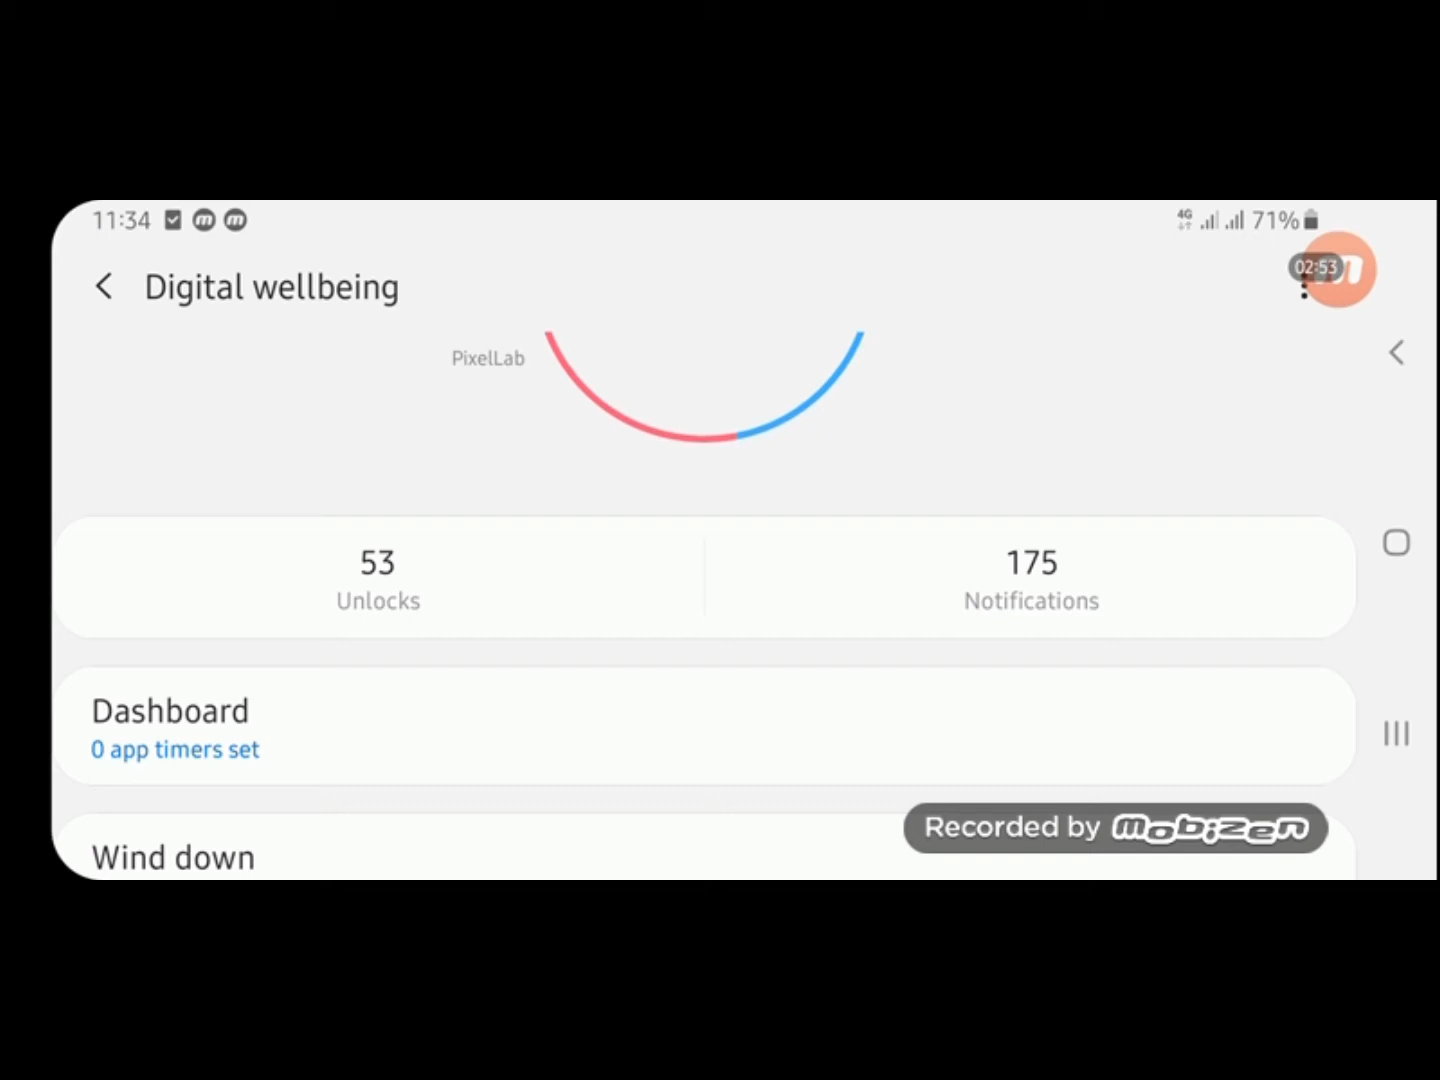 11:34
4G 71%
02:53
Digital wellbeing
PixelLab
53
Unlocks
175
Notifications
Dashboard
0 app timers set
Wind down
Recorded by mobizen